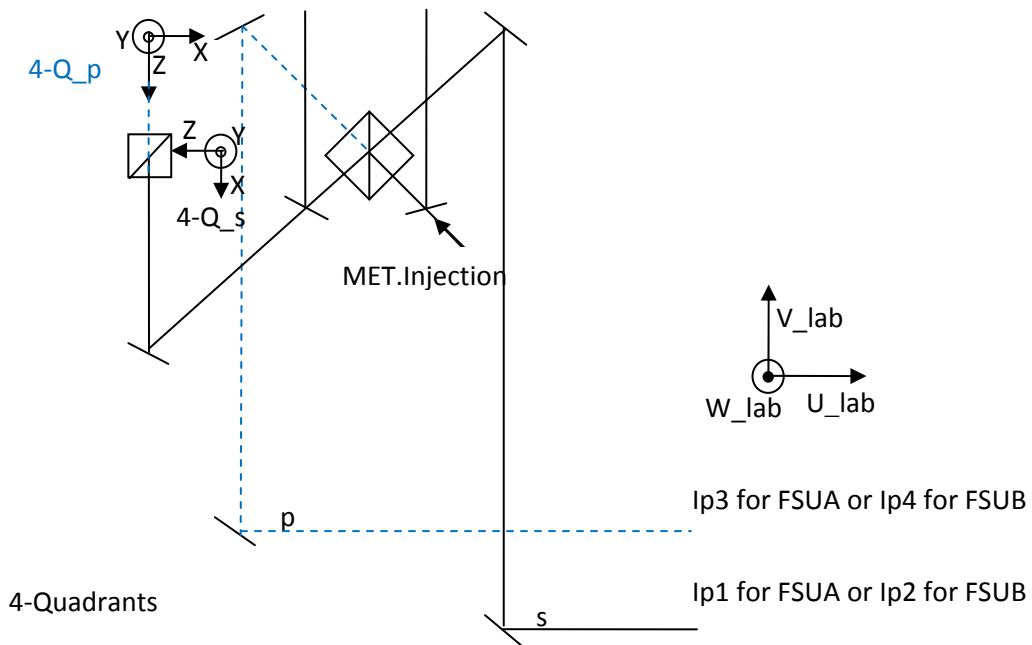 Y
X
Z
4-Q_p
Z
Y
X
4-Q_s
MET.Injection
V_lab
W_lab
U_lab
Ip3 for FSUA or Ip4 for FSUB
p
4-Quadrants
Ip1 for FSUA or Ip2 for FSUB
s